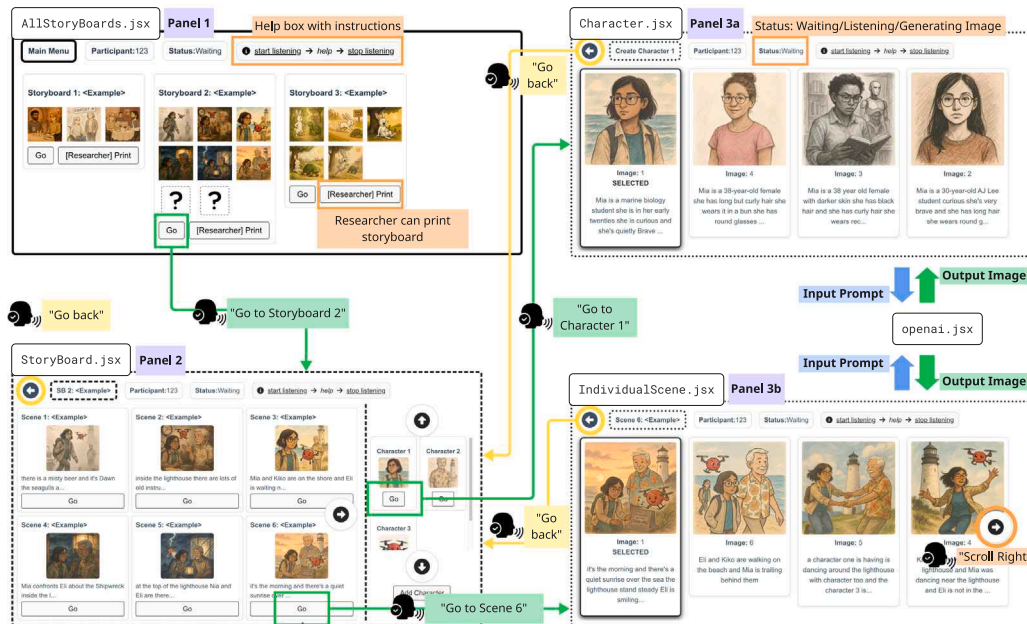 AllStoryBoards.jsx
Panel 1
Help box with instructions
Main Menu
Participant:123
Status:Waiting
start listening → help → stop listening
Storyboard 1: <Example>
Go
[Researcher] Print
Storyboard 2: <Example>
?
?
Go
[Researcher] Print
Storyboard 3: <Example>
Go
[Researcher] Print
Researcher can print
storyboard
"Go back"
"Go to Storyboard 2"
StoryBoard.jsx
Panel 2
SB 2: <Example>
Participant:123
Status:Waiting
start listening → help → stop listening
Scene 1: <Example>
there is a misty beer and it's Dawn
the seagulls a...
Go
Scene 2: <Example>
inside the lighthouse there are lots of
old instru...
Go
Scene 3: <Example>
Mia and Kiko are on the shore and Eli
is waiting n...
Go
Scene 4: <Example>
Mia confronts Eli about the Shipwreck
inside the l...
Go
Scene 5: <Example>
at the top of the lighthouse Nia and
Eli are there...
Go
Scene 6: <Example>
it's the morning and there's a quiet
sunrise over...
Go
Character 1
Go
Character 2
Go
Character 3
Add Character
"Go to Scene 6"
"Go
back"
"Go to
Character 1"
"Go
back"
Character.jsx
Panel 3a
Status: Waiting/Listening/Generating Image
Create Character 1
Participant:123
Status:Waiting
start listening → help → stop listening
Image: 1
SELECTED
Mia is a marine biology
student she is in her early
twenties she is curious and
she's quietly Brave ...
Image: 4
Mia is a 38-year-old female
she has long but curly hair she
wears it in a bun she has
round glasses ...
Image: 3
Mia is a 38 year old female
with darker skin she has black
hair and she has curly hair she
wears rec...
Image: 2
Mia is a 30-year-old AJ Lee
student curious she's very
brave and she has long hair
she wears round g...
Input Prompt
Output Image
openai.jsx
Input Prompt
Output Image
IndividualScene.jsx
Panel 3b
Scene 6: <Example>
Participant:123
Status:Waiting
start listening → help → stop listening
Image: 1
SELECTED
it's the morning and there's a
quiet sunrise over the sea the
lighthouse stand steady Eli is
smiling...
Image: 6
Eli and Kiko are walking on
the beach and Mia is trailing
behind them
Image: 5
a character one is having is
dancing around the lighthouse
with character too and the
character 3 is...
Image: 4
lighthouse and Mia was
dancing near the lighthouse
and Eli is not in the ...
"Scroll Right"